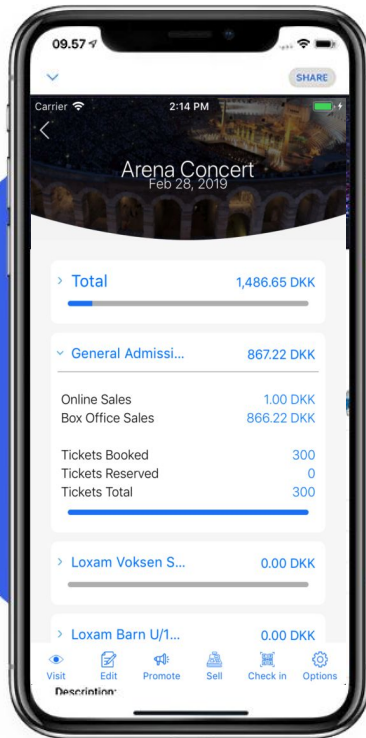 09.57
SHARE
Carrier 2:14 PM
Arena Concert
Feb 28, 2019
Total 1,486.65 DKK
General Admissi... 867.22 DKK
Online Sales 1.00 DKK
Box Office Sales 866.22 DKK
Tickets Booked 300
Tickets Reserved 0
Tickets Total 300
Loxam Voksen S... 0.00 DKK
Loxam Barn U/1... 0.00 DKK
Visit Edit Promote Sell Check in Options
Description: